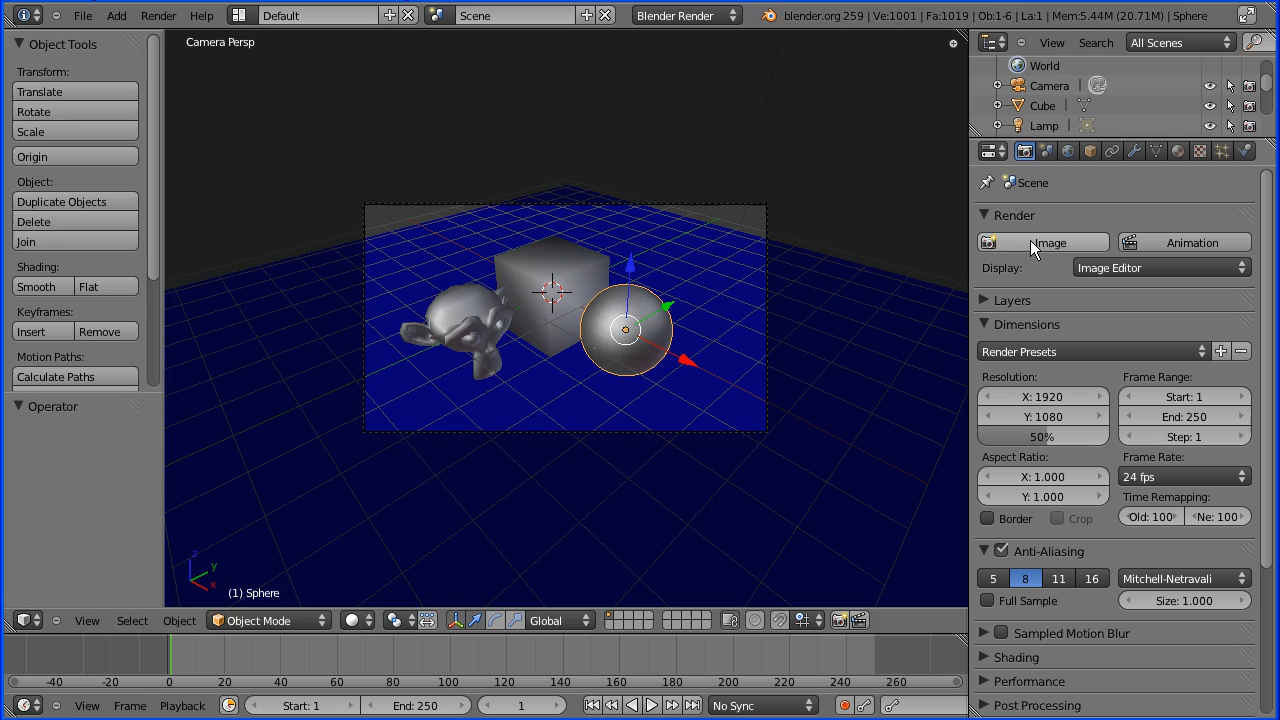 File Add Render Help Default Scene Blender Render blender.org 259 | Ve:1001 | Fa:1019 | Ob:1-6 | La:1 | Mem:5.44M (20.71M) | Sphere
Object Tools
Transform:
Translate
Rotate
Scale
Origin
Object:
Duplicate Objects
Delete
Join
Shading:
Smooth Flat
Keyframes:
Insert Remove
Motion Paths:
Calculate Paths
Operator
Camera Persp
z
y
x
(1) Sphere
View Select Object Object Mode Global
-40 -20 0 20 40 60 80 100 120 140 160 180 200 220 240 260
View Frame Playback Start: 1 End: 250 1 No Sync
View Search All Scenes
World
Camera
Cube
Lamp
Scene
Render
Image Animation
Display: Image Editor
Layers
Dimensions
Render Presets
Resolution: Frame Range:
X: 1920 Start: 1
Y: 1080 End: 250
50% Step: 1
Aspect Ratio: Frame Rate:
X: 1.000 24 fps
Y: 1.000 Time Remapping:
Border Crop Old: 100 Ne: 100
Anti-Aliasing
5 8 11 16 Mitchell-Netravali
Full Sample Size: 1.000
Sampled Motion Blur
Shading
Performance
Post Processing